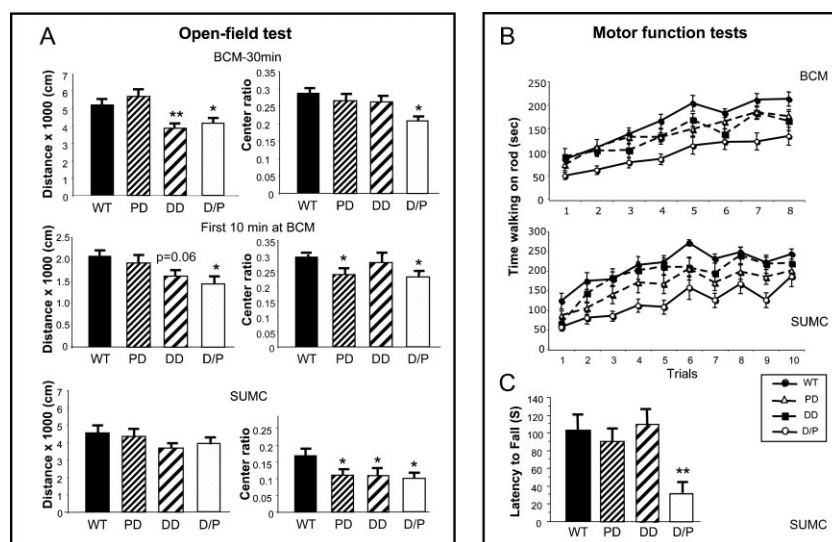 A
Open-field test
BCM-30min
Distance x 1000 (cm)
7
6
5
4
3
2
1
0
**
*
WT PD DD D/P
Center ratio
0.3
0.25
0.2
0.15
0.1
0.05
0
*
WT PD DD D/P
First 10 min at BCM
Distance x 1000 (cm)
2.5
2.0
1.5
1.0
0.5
0
p=0.06
*
WT PD DD D/P
Center ratio
0.35
0.3
0.25
0.2
0.15
0.1
0.05
0
*
*
WT PD DD D/P
SUMC
Distance x 1000 (cm)
6
5
4
3
2
1
0
WT PD DD D/P
Center ratio
0.25
0.2
0.15
0.1
0.05
0
* * *
WT PD DD D/P
B
Motor function tests
BCM
Time walking on rod (sec)
250
200
150
100
50
0
1 2 3 4 5 6 7 8
300
250
200
150
100
50
0
SUMC
1 2 3 4 5 6 7 8 9 10
Trials
WT
PD
DD
D/P
C
Latency to Fall (S)
140
120
100
80
60
40
20
0
**
WT PD DD D/P
SUMC